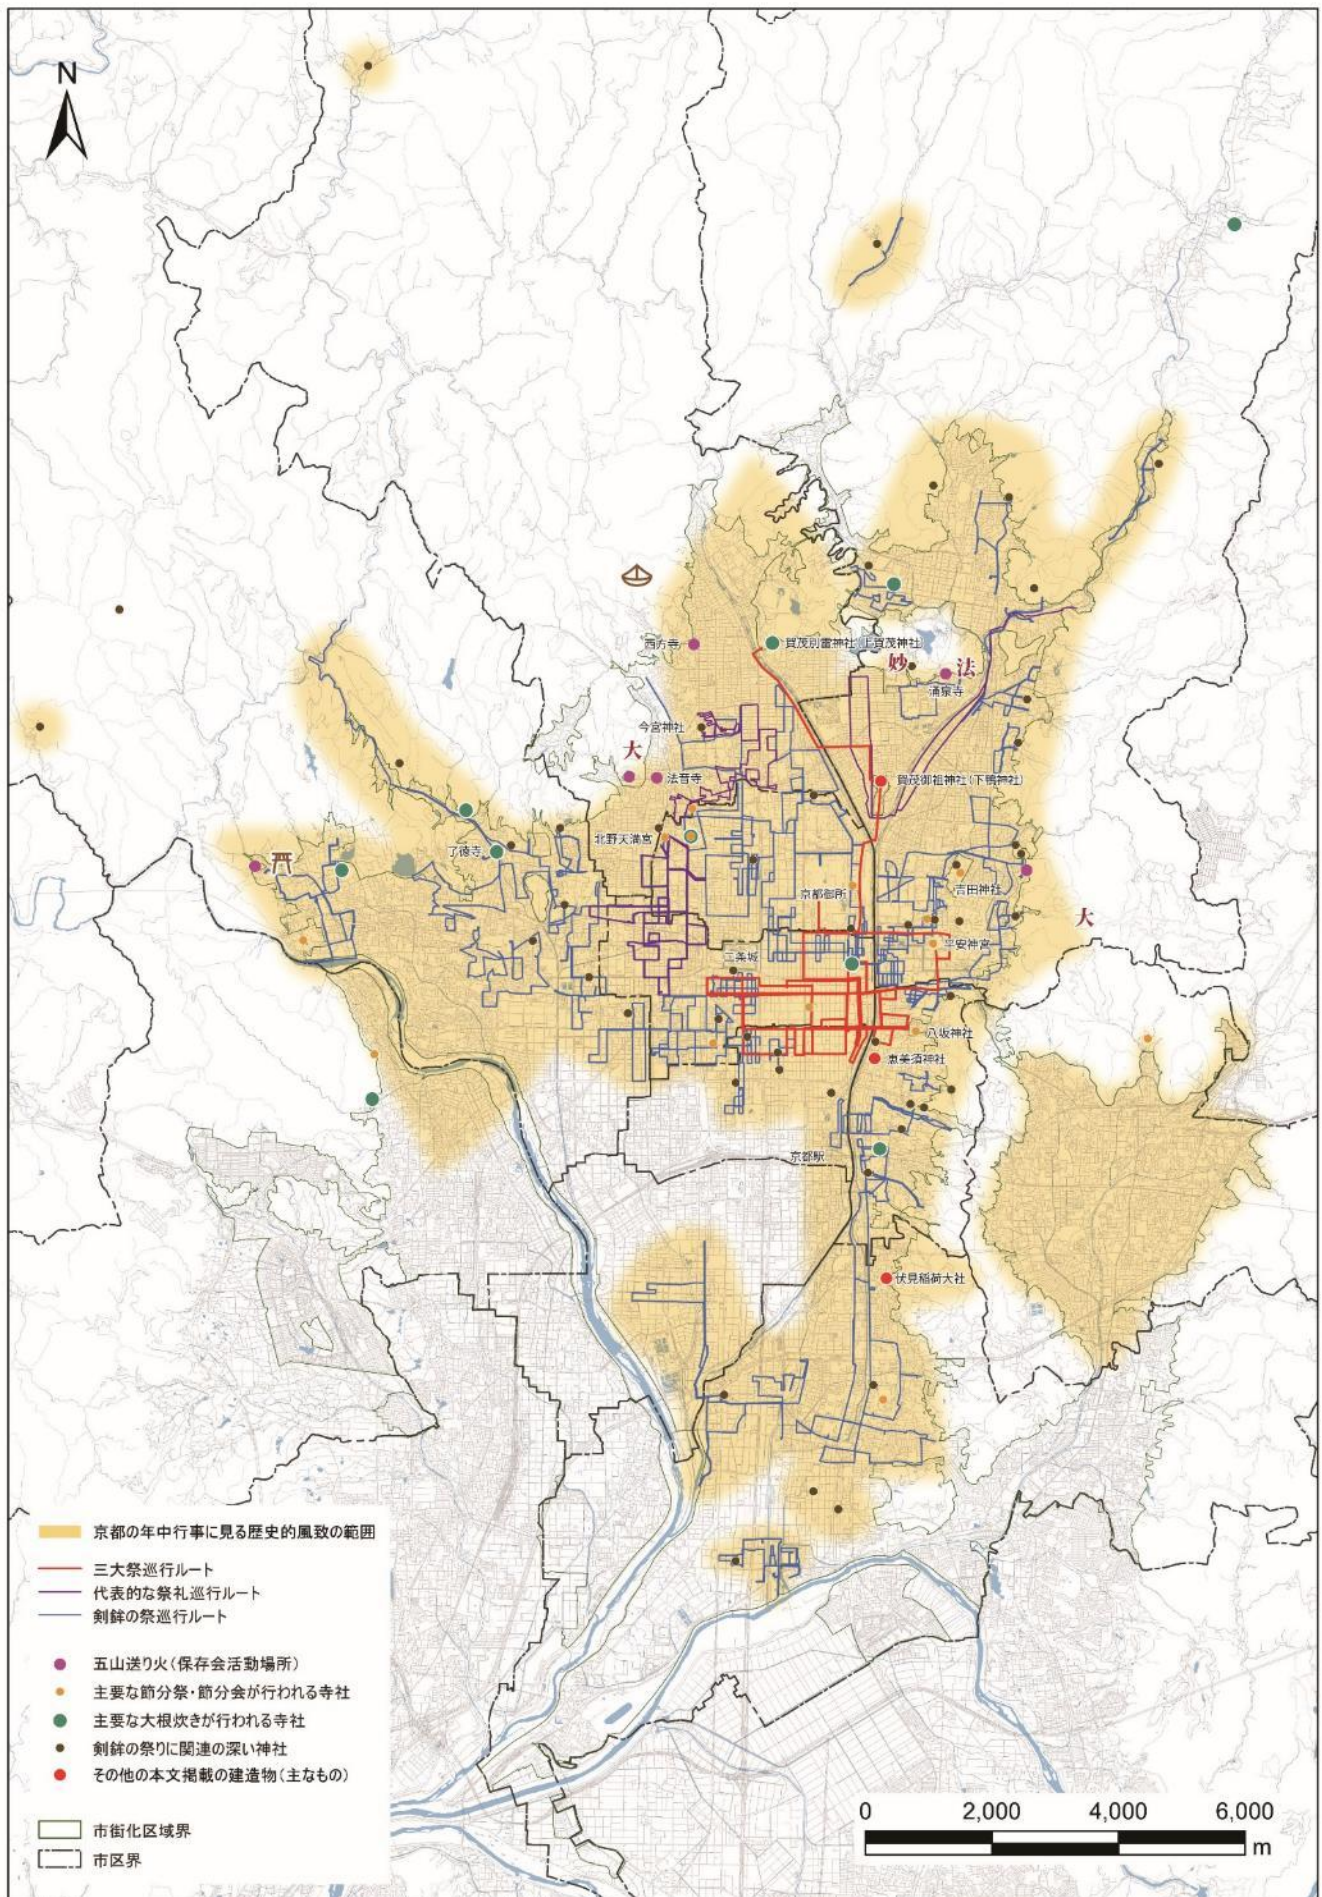 N
西方寺
賀茂別雷神社(上賀茂神社)
妙
法
涌泉寺
今宮神社
大
法音寺
賀茂御祖神社(下鴨神社)
北野天満宮
了徳寺
京都御所
吉田神社
大
平安神宮
二条城
八坂神社
恵美須神社
京都駅
伏見稲荷大社
京都の年中行事に見る歴史的風致の範囲
三大祭巡行ルート
代表的な祭礼巡行ルート
剣鉾の祭巡行ルート
五山送り火(保存会活動場所)
主要な節分祭・節分会が行われる寺社
主要な大根炊きが行われる寺社
剣鉾の祭りに関連の深い神社
その他の本文掲載の建造物(主なもの)
市街化区域界
市区界
0 2,000 4,000 6,000
m